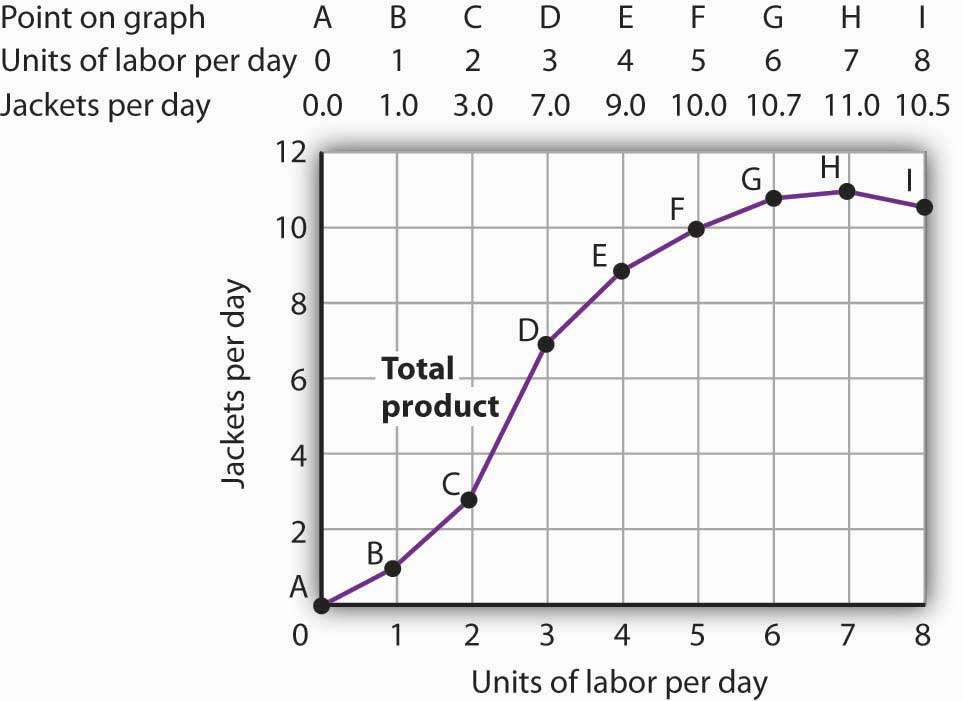 Point on graph A B C D E F G H I
Units of labor per day 0 1 2 3 4 5 6 7 8
Jackets per day 0.0 1.0 3.0 7.0 9.0 10.0 10.7 11.0 10.5
12
10
8
6
4
2
0
Jackets per day
A
B
C
D
E
F
G
H
I
Total
product
1 2 3 4 5 6 7 8
Units of labor per day